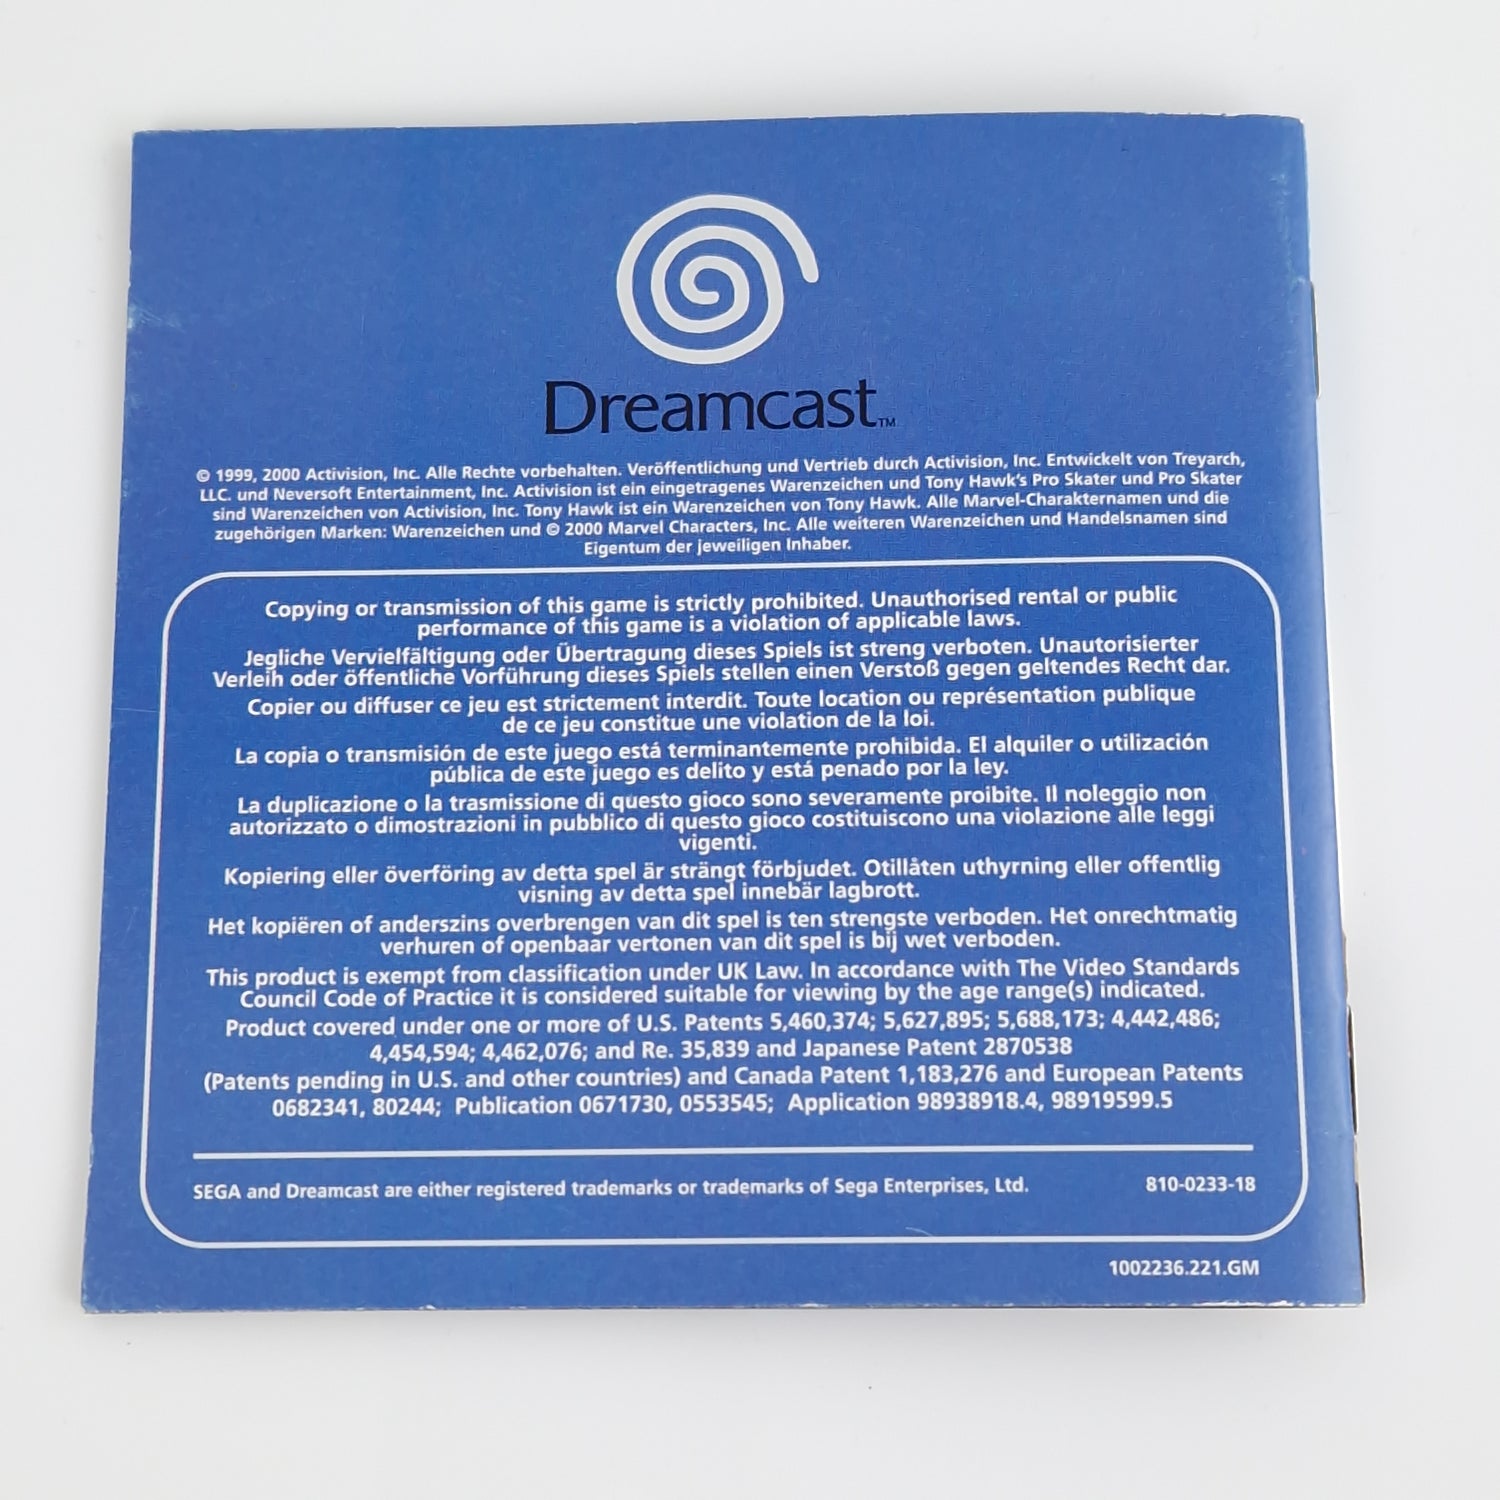 Dreamcast™
© 1999, 2000 Activision, Inc. Alle Rechte vorbehalten. Veröffentlichung und Vertrieb durch Activision, Inc. Entwickelt von Treyarch,
LLC. und Neversoft Entertainment, Inc. Activision ist ein eingetragenes Warenzeichen und Tony Hawk's Pro Skater und Pro Skater
sind Warenzeichen von Activision, Inc. Tony Hawk ist ein Warenzeichen von Tony Hawk. Alle Marvel-Charakternamen und die
zugehörigen Marken: Warenzeichen und © 2000 Marvel Characters, Inc. Alle weiteren Warenzeichen und Handelsnamen sind
Eigentum der jeweiligen Inhaber.
Copying or transmission of this game is strictly prohibited. Unauthorised rental or public
performance of this game is a violation of applicable laws.
Jegliche Vervielfältigung oder Übertragung dieses Spiels ist streng verboten. Unautorisierter
Verleih oder öffentliche Vorführung dieses Spiels stellen einen Verstoß gegen geltendes Recht dar.
Copier ou diffuser ce jeu est strictement interdit. Toute location ou représentation publique
de ce jeu constitue une violation de la loi.
La copia o transmisión de este juego está terminantemente prohibida. El alquiler o utilización
pública de este juego es delito y está penado por la ley.
La duplicazione o la trasmissione di questo gioco sono severamente proibite. Il noleggio non
autorizzato o dimostrazioni in pubblico di questo gioco costituiscono una violazione alle leggi
vigenti.
Kopiering eller överföring av detta spel är strängt förbjudet. Otillåten uthyrning eller offentlig
visning av detta spel innebär lagbrott.
Het kopiëren of anderszins overbrengen van dit spel is ten strengste verboden. Het onrechtmatig
verhuren of openbaar vertonen van dit spel is bij wet verboden.
This product is exempt from classification under UK Law. In accordance with The Video Standards
Council Code of Practice it is considered suitable for viewing by the age range(s) indicated.
Product covered under one or more of U.S. Patents 5,460,374; 5,627,895; 5,688,173; 4,442,486;
4,454,594; 4,462,076; and Re. 35,839 and Japanese Patent 2870538
(Patents pending in U.S. and other countries) and Canada Patent 1,183,276 and European Patents
0682341, 80244; Publication 0671730, 0553545; Application 98938918.4, 98919599.5
SEGA and Dreamcast are either registered trademarks or trademarks of Sega Enterprises, Ltd. 810-0233-18
1002236.221.GM